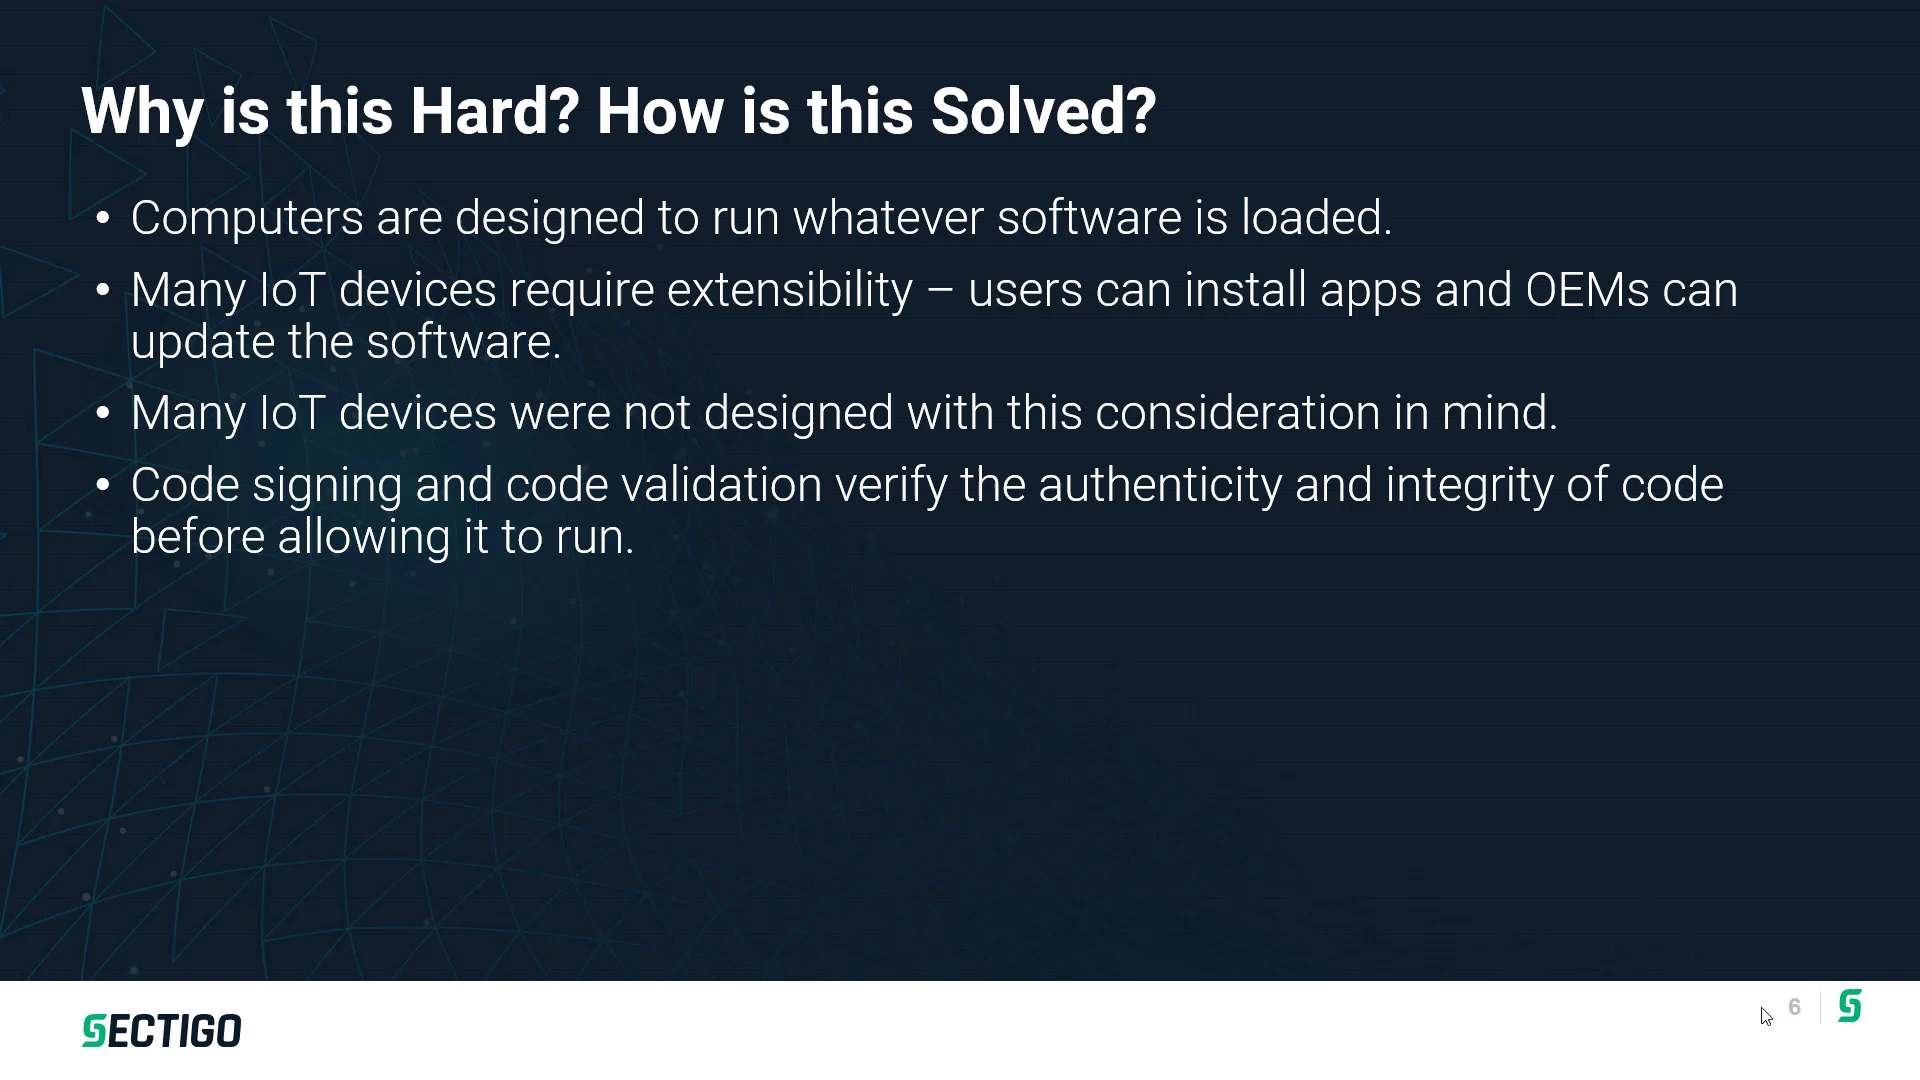 Why is this Hard? How is this Solved?
• Computers are designed to run whatever software is loaded.
• Many IoT devices require extensibility – users can install apps and OEMs can
update the software.
• Many IoT devices were not designed with this consideration in mind.
• Code signing and code validation verify the authenticity and integrity of code
before allowing it to run.
SECTIGO
6
S